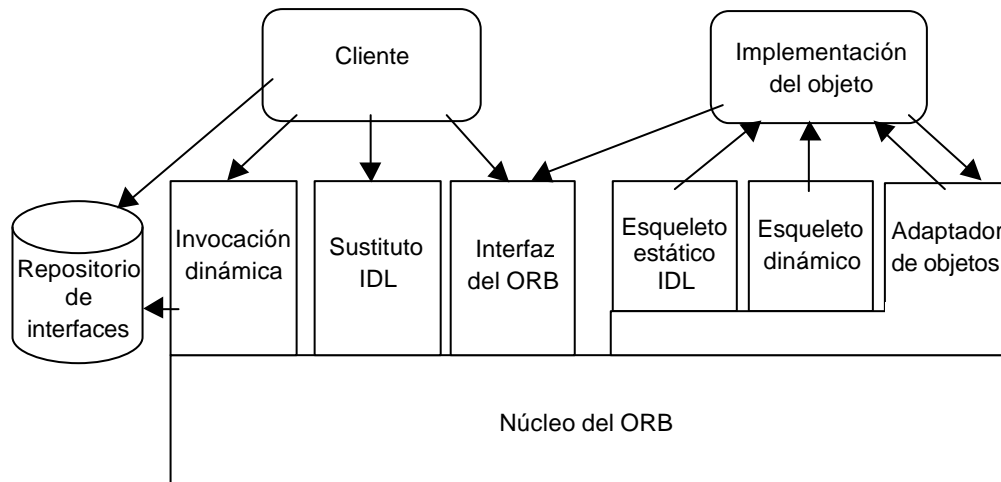 Cliente
Implementación
del objeto
Repositorio
de
interfaces
Invocación
dinámica
Sustituto
IDL
Interfaz
del ORB
Esqueleto
estático
IDL
Esqueleto
dinámico
Adaptador
de objetos
Núcleo del ORB